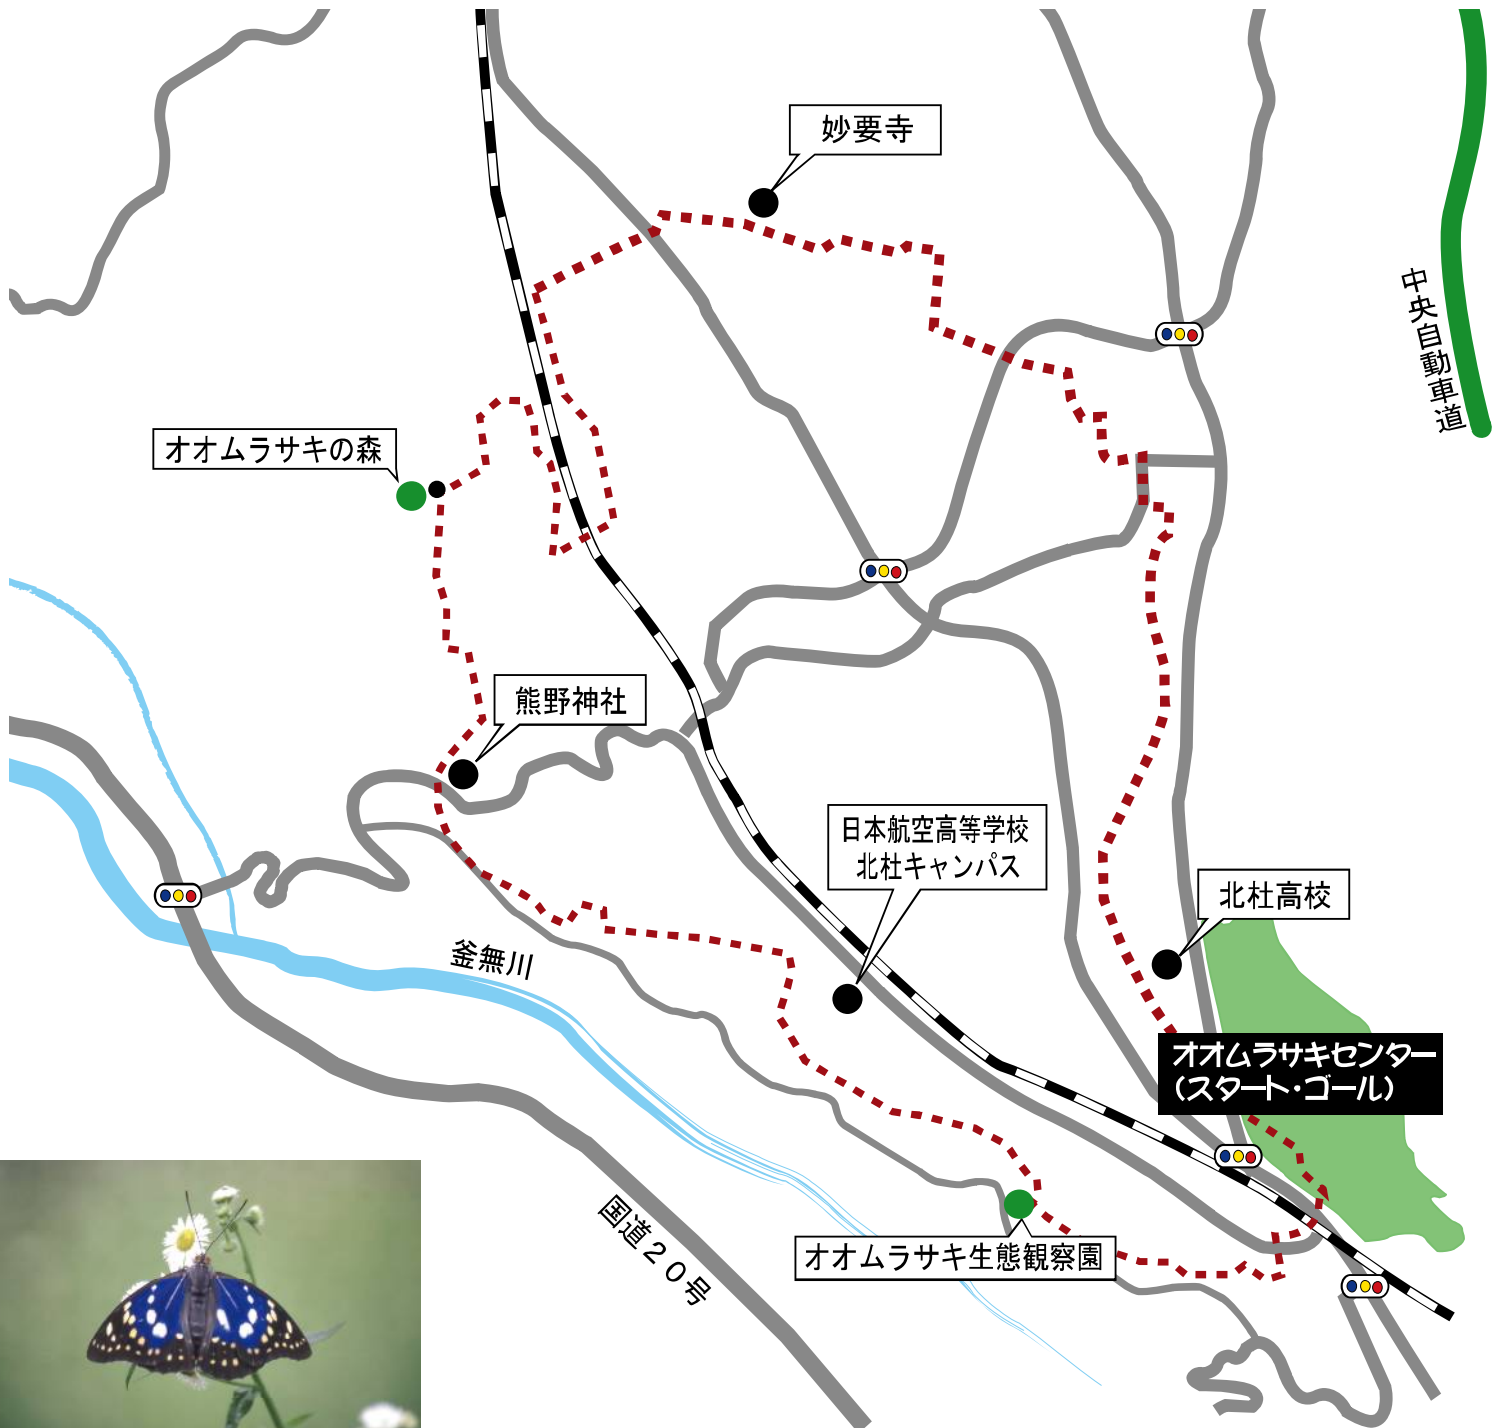 妙要寺
中央自動車道
オオムラサキの森
熊野神社
日本航空高等学校
北杜キャンパス
北杜高校
釜無川
オオムラサキセンター
(スタート・ゴール)
国道20号
オオムラサキ生態観察園